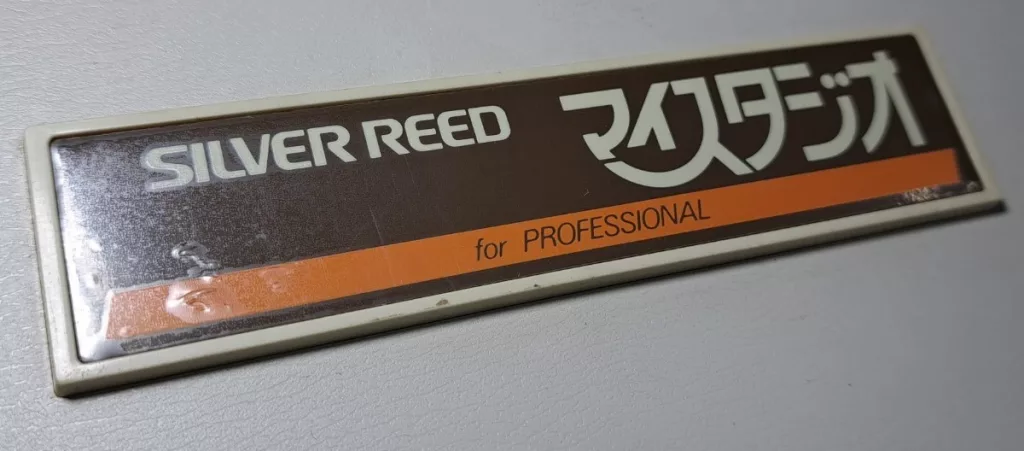 SILVER REED マイスタジオ
for PROFESSIONAL